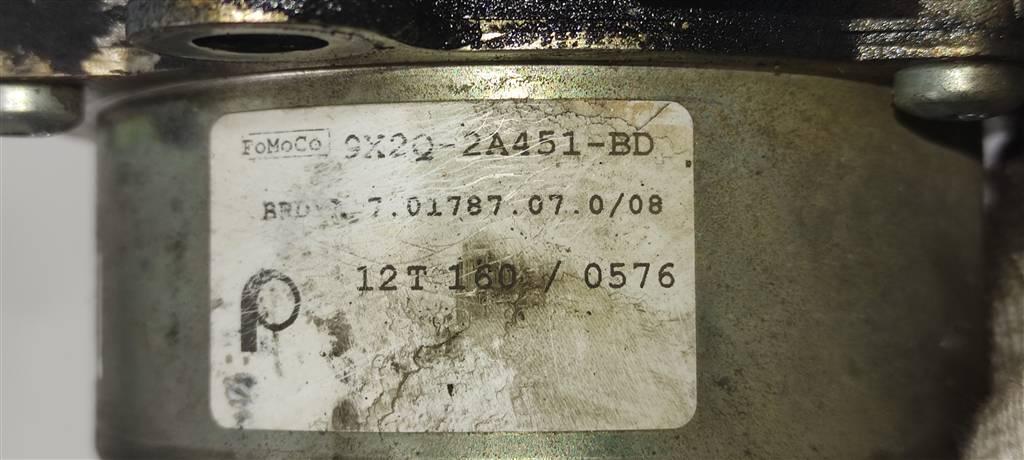 FoMoCo 9X2Q-2A451-BD
7.01787.07.0/08
12T 160 / 0576
p